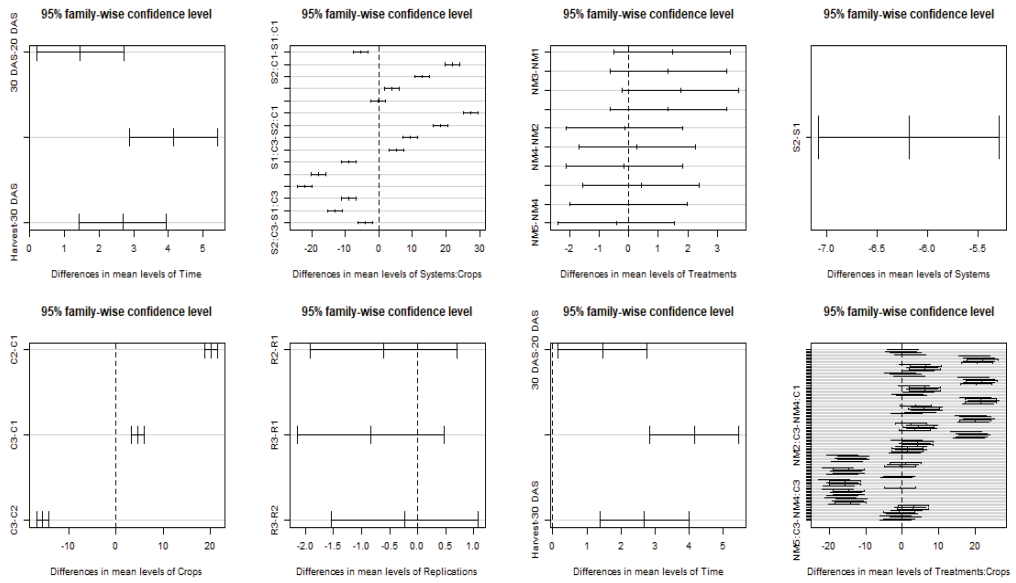 95% family-wise confidence level
30 DAS-20 DAS
Harvest-30 DAS
0 1 2 3 4 5
Differences in mean levels of Time
95% family-wise confidence level
S2:C1-S1:C1
S1:C3-S2:C1
S2:C3-S1:C3
-20 -10 0 10 20 30
Differences in mean levels of Systems:Crops
95% family-wise confidence level
NM3-NM1
NM4-NM2
NM5-NM4
-2 -1 0 1 2 3
Differences in mean levels of Treatments
95% family-wise confidence level
S2-S1
-7.0 -6.5 -6.0 -5.5
Differences in mean levels of Systems
95% family-wise confidence level
C2-C1
C3-C1
C3-C2
-10 0 10 20
Differences in mean levels of Crops
95% family-wise confidence level
R2-R1
R3-R1
R3-R2
-2.0 -1.5 -1.0 -0.5 0.0 0.5 1.0
Differences in mean levels of Replications
95% family-wise confidence level
30 DAS-20 DAS
Harvest-30 DAS
0 1 2 3 4 5
Differences in mean levels of Time
95% family-wise confidence level
NM2:C3-NM4:C1
NM5:C3-NM4:C3
-20 -10 0 10 20
Differences in mean levels of Treatments:Crops